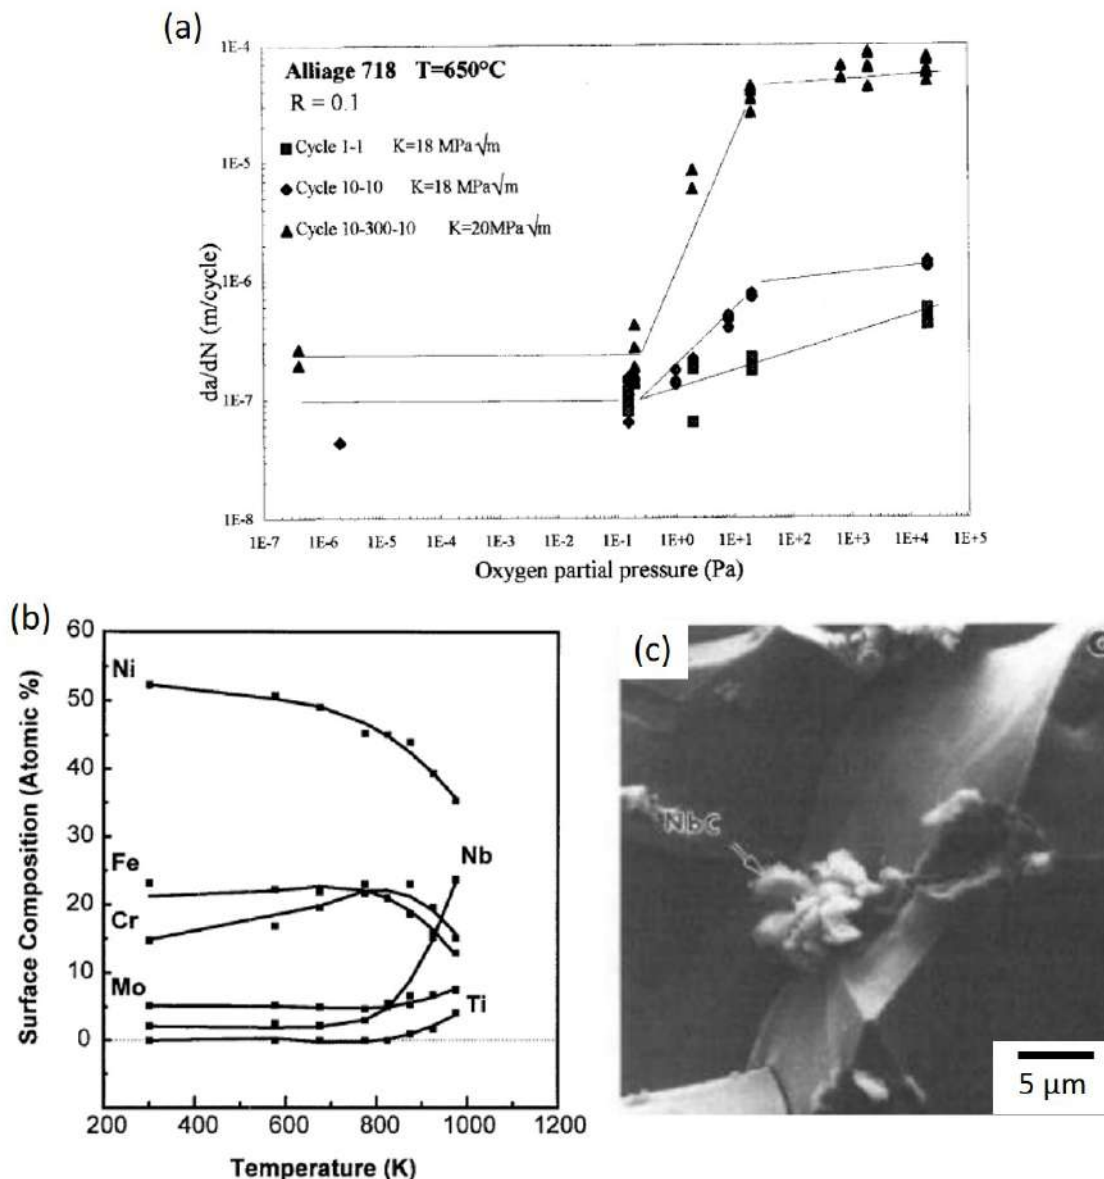 (a)
1E-4
Alliage 718 T=650°C
R = 0.1
Cycle 1-1 K=18 MPa√m
1E-5
Cycle 10-10 K=18 MPa√m
Cycle 10-300-10 K=20MPa√m
da/dN (m/cycle)
1E-6
1E-7
1E-8
1E-7 1E-6 1E-5 1E-4 1E-3 1E-2 1E-1 1E+0 1E+1 1E+2 1E+3 1E+4 1E+5
Oxygen partial pressure (Pa)
(b)
60
Ni
50
40
30
Fe
Nb
20
Cr
10
Mo
Ti
0
Surface Composition (Atomic %)
200 400 600 800 1000 1200
Temperature (K)
(c)
NbC
5 μm